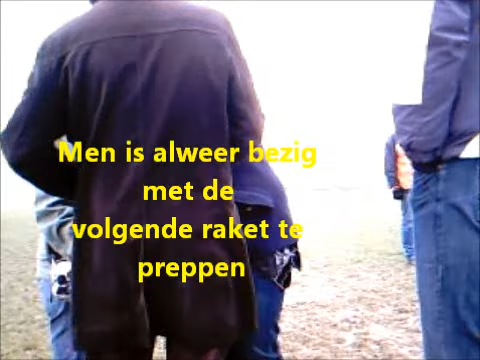 Men is alweer bezig
met de
volgende raket te
preppen